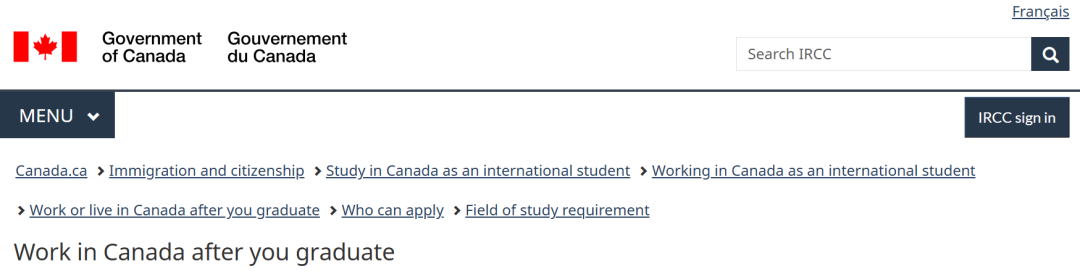 Français
Government of Canada
Gouvernement du Canada
Search IRCC
MENU
IRCC sign in
Canada.ca > Immigration and citizenship > Study in Canada as an international student > Working in Canada as an international student
> Work or live in Canada after you graduate > Who can apply > Field of study requirement
Work in Canada after you graduate